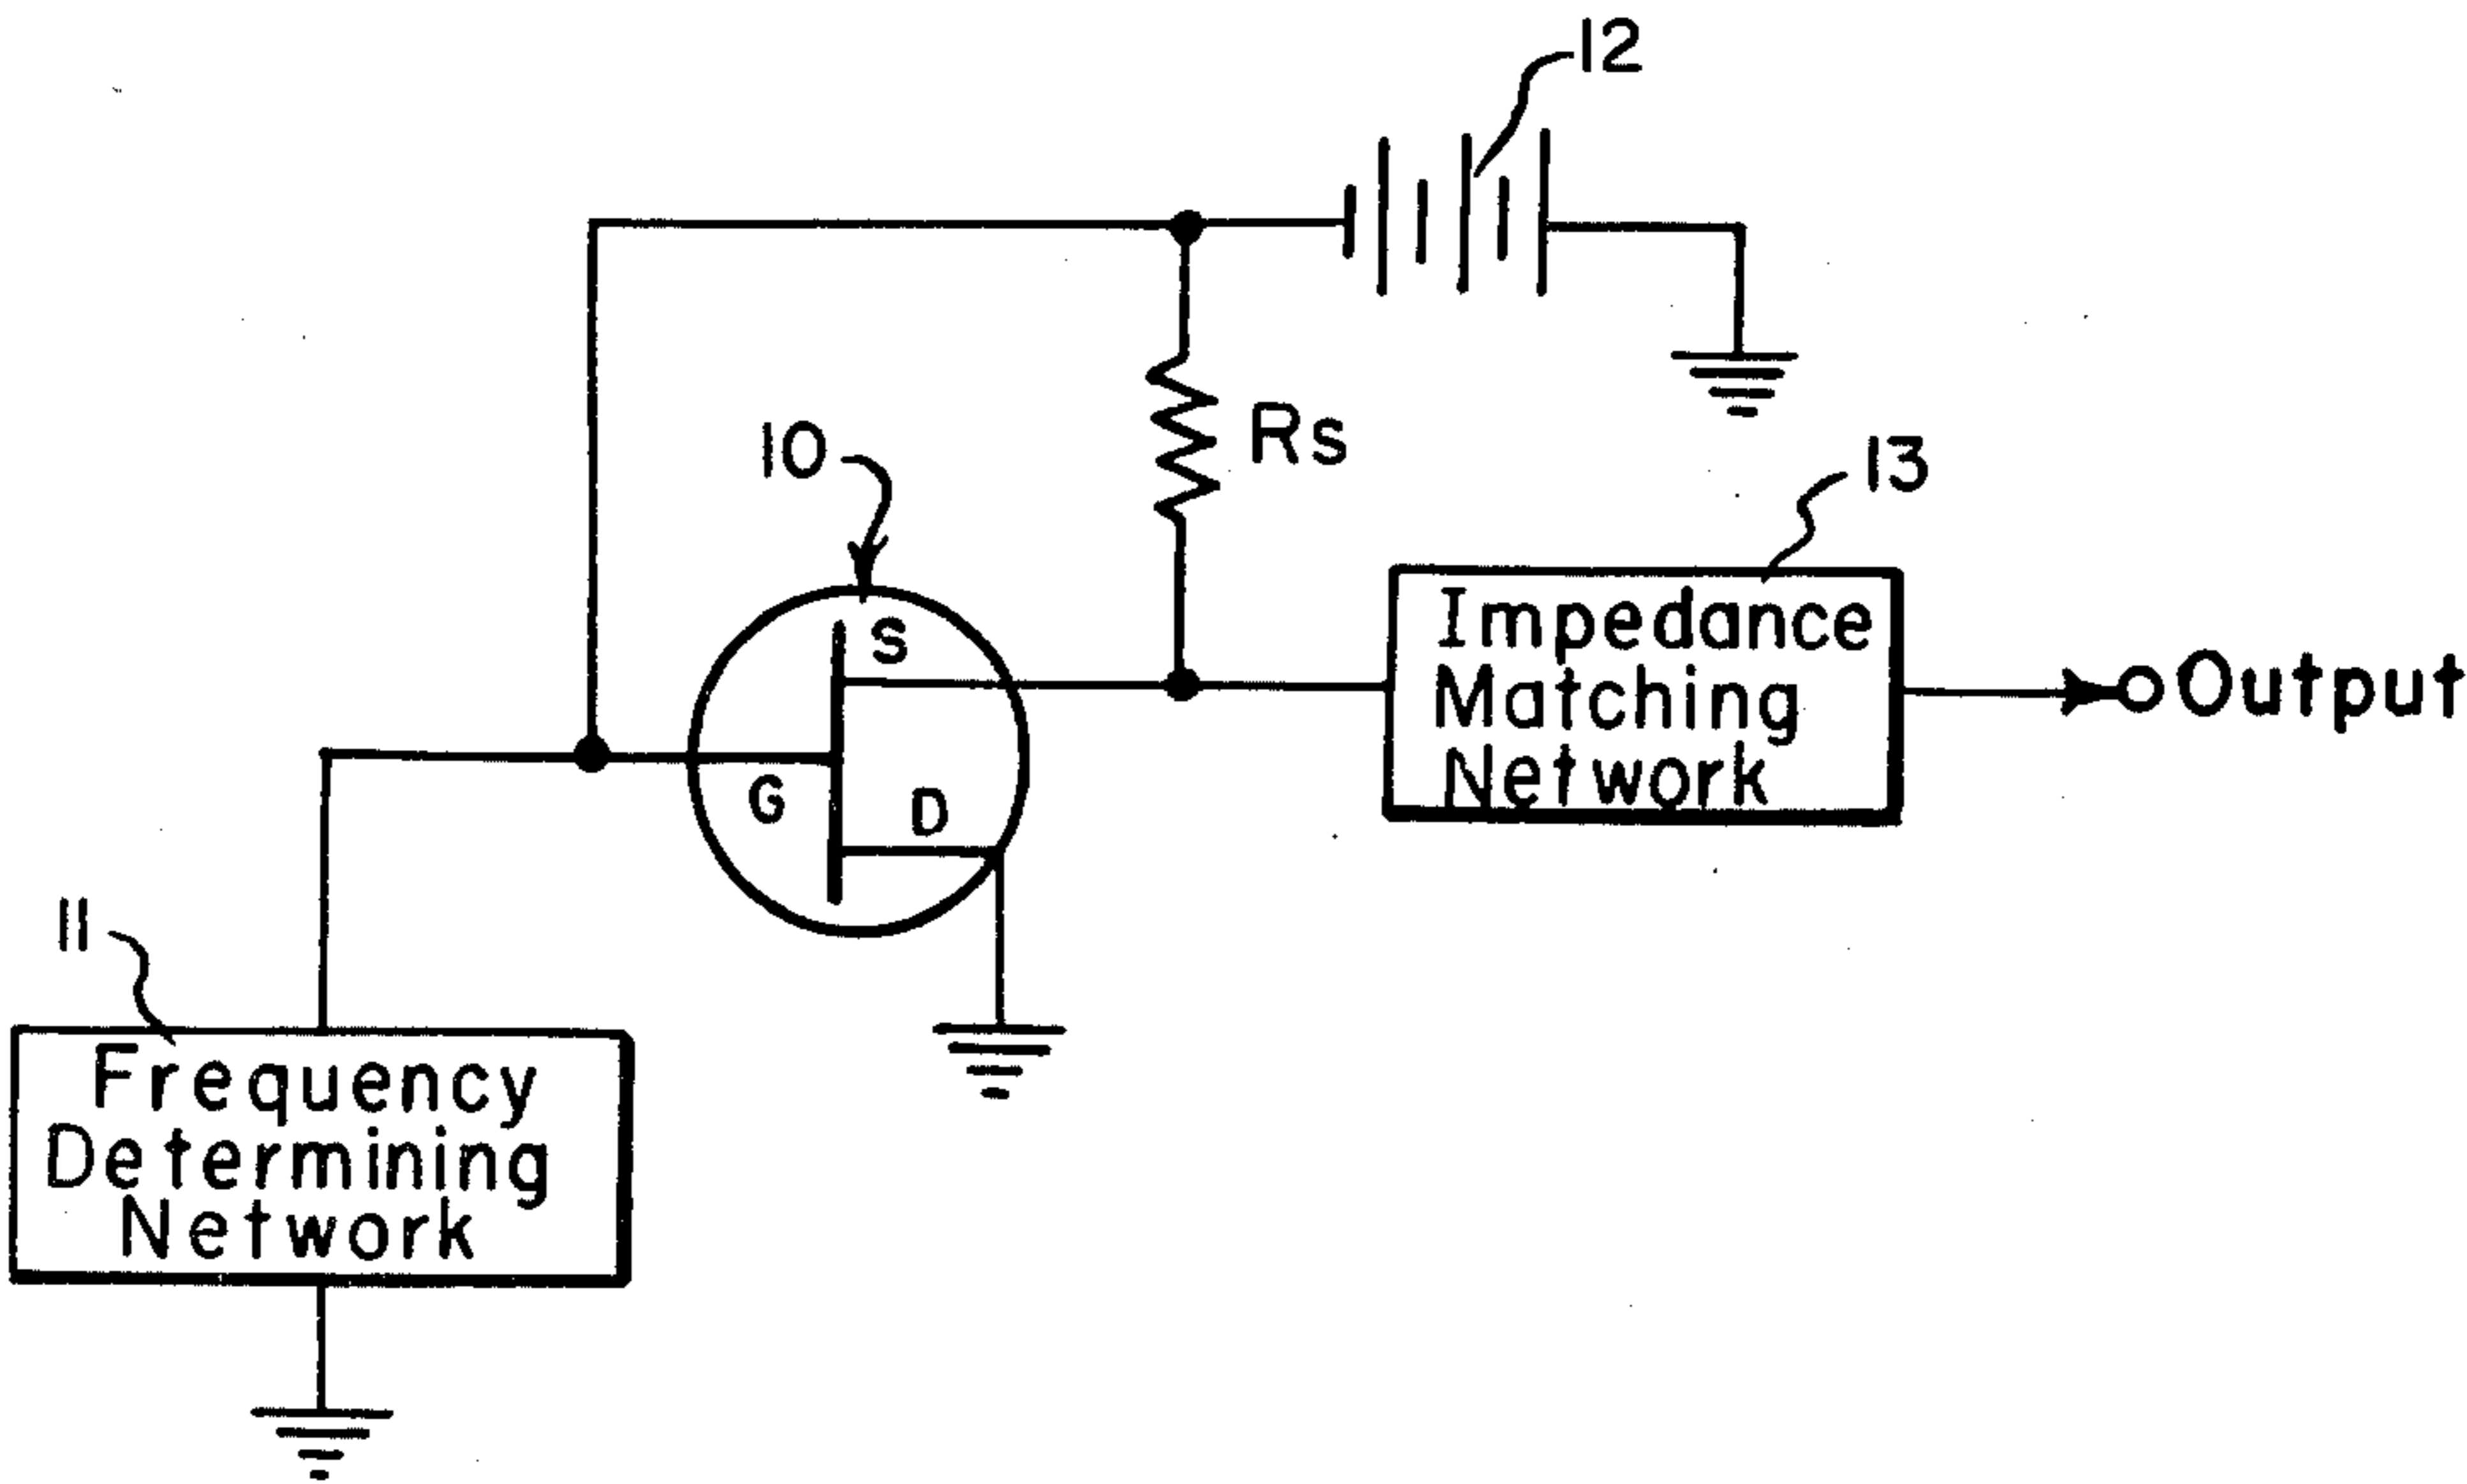 12
10
Rs
13
S
G
D
Impedance
Matching
Network
Output
11
Frequency
Determining
Network